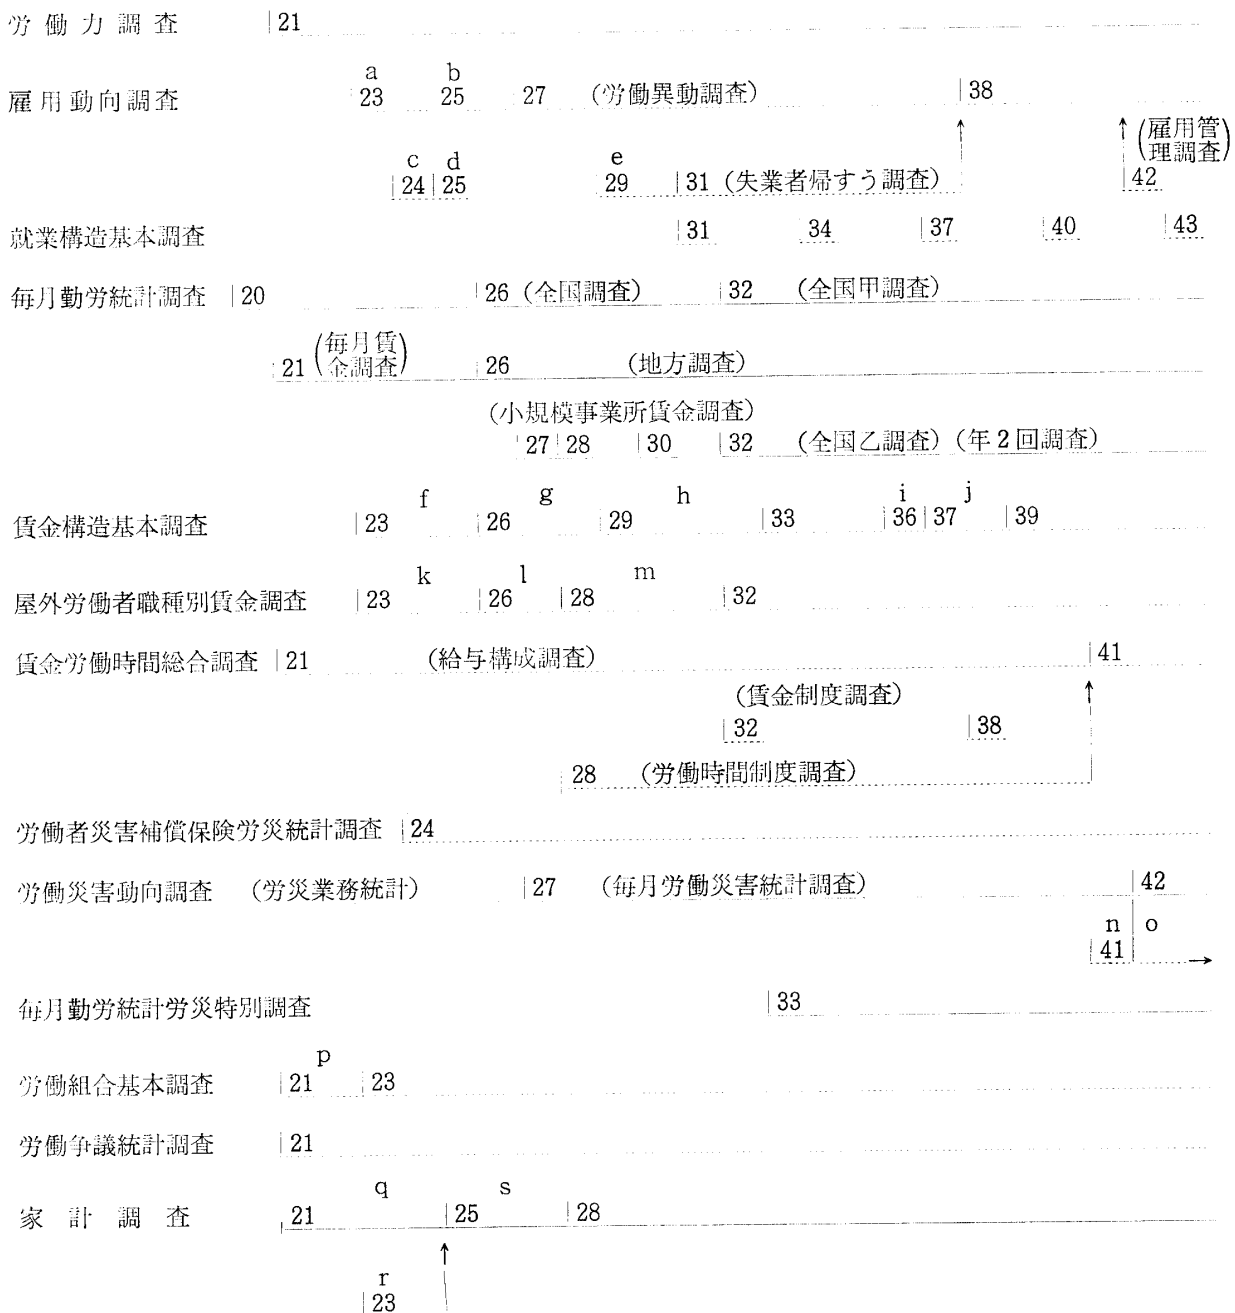 労働力調査 21
a b
雇用動向調査 23 25 27 (労働異動調査) 38
(雇用管理調査)
c d e
24 25 29 31 (失業者帰すう調査) 42
就業構造基本調査 31 34 37 40 43
毎月勤労統計調査 20 26 (全国調査) 32 (全国甲調査)
21 (毎月賃金調査) 26 (地方調査)
(小規模事業所賃金調査)
27 28 30 32 (全国乙調査) (年2回調査)
f g h i j
賃金構造基本調査 23 26 29 33 36 37 39
k l m
屋外労働者職種別賃金調査 23 26 28 32
賃金労働時間総合調査 21 (給与構成調査) 41
(賃金制度調査)
32 38
28 (労働時間制度調査)
労働者災害補償保険労災統計調査 24
労働災害動向調査 (労災業務統計) 27 (毎月労働災害統計調査) 42
n o
41
毎月勤労統計労災特別調査 33
p
労働組合基本調査 21 23
労働争議統計調査 21
q s
家計調査 21 25 28
r
23